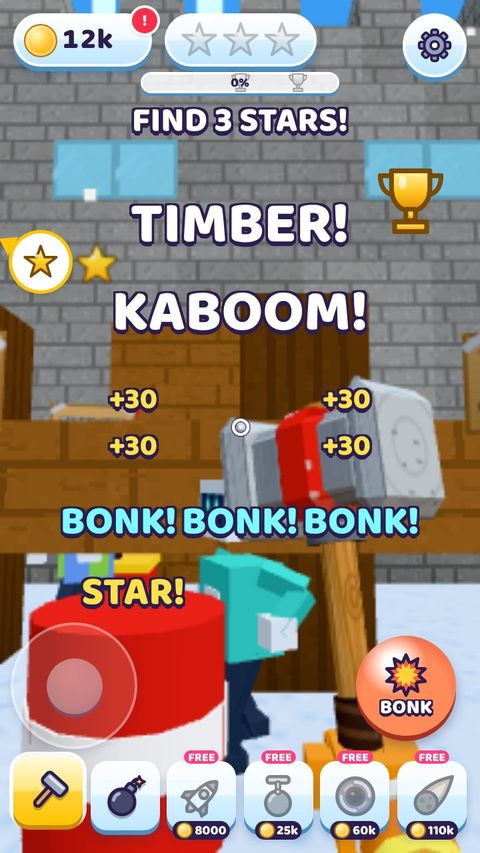 12k
!
0%
FIND 3 STARS!
TIMBER!
KABOOM!
+30 +30
+30 +30
BONK! BONK! BONK!
STAR!
BONK
FREE FREE FREE FREE
8000 25k 60k 110k